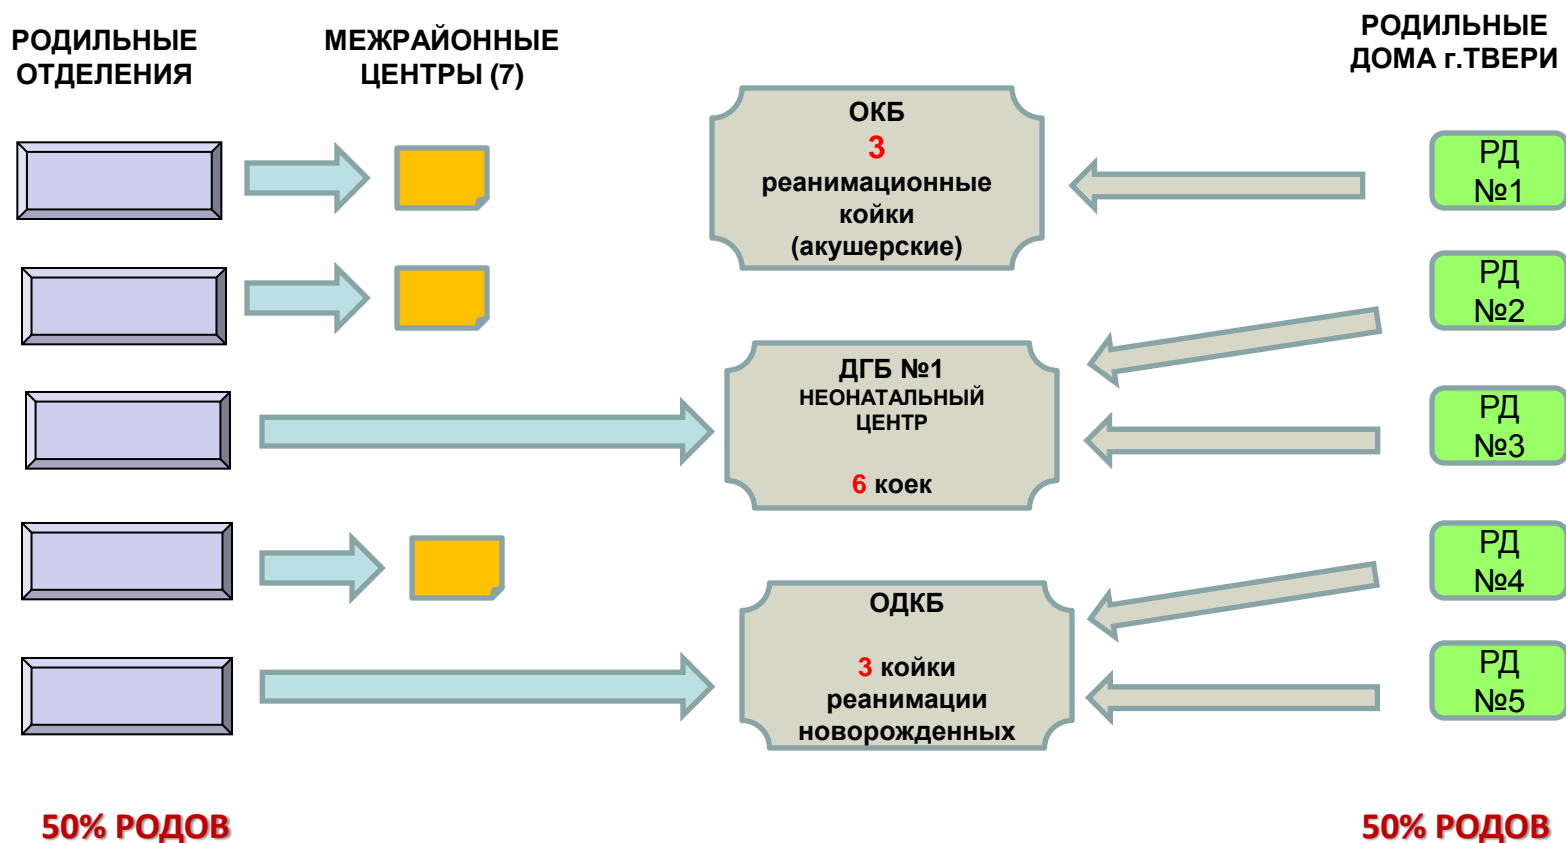 РОДИЛЬНЫЕ
ОТДЕЛЕНИЯ
МЕЖРАЙОННЫЕ
ЦЕНТРЫ (7)
РОДИЛЬНЫЕ
ДОМА г.ТВЕРИ
ОКБ
3
реанимационные
койки
(акушерские)
РД
№1
РД
№2
ДГБ №1
НЕОНАТАЛЬНЫЙ
ЦЕНТР
6 коек
РД
№3
РД
№4
ОДКБ
3 койки
реанимации
новорожденных
РД
№5
50% РОДОВ
50% РОДОВ